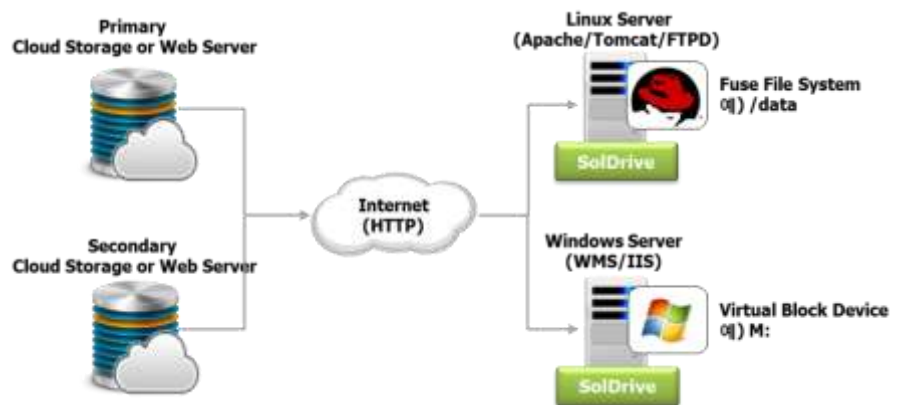 Primary
Cloud Storage or Web Server
Secondary
Cloud Storage or Web Server
Internet
(HTTP)
Linux Server
(Apache/Tomcat/FTPD)
Fuse File System
예) /data
SolDrive
Windows Server
(WMS/IIS)
Virtual Block Device
예) M:
SolDrive